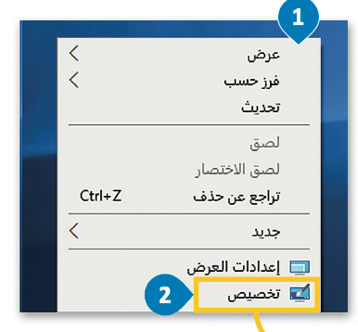 1
عرض
فرز حسب
تحديث
لصق
لصق الاختصار
تراجع عن حذف Ctrl+Z
جديد
إعدادات العرض
2 تخصيص